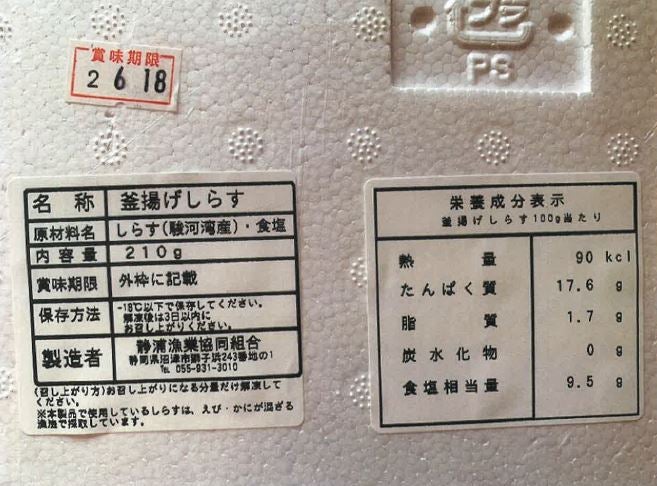 賞味期限
2 6 18
プラ
PS
名称 釜揚げしらす
原材料名 しらす(駿河湾産)・食塩
内容量 210g
賞味期限 外枠に記載
保存方法 -18℃以下で保存してください。
解凍後は3日以内に
お召し上がりください。
製造者 静浦漁業協同組合
静岡県沼津市獅子浜243番地の1
℡ 055-931-3010
(召し上がり方)お召し上がりになる分量だけ解凍して
ください。
※本製品で使用しているしらすは、えび・かにが混ざる
漁法で採取しています。
栄養成分表示
釜揚げしらす100g当たり
熱量 90 kcl
たんぱく質 17.6 g
脂質 1.7 g
炭水化物 0 g
食塩相当量 9.5 g